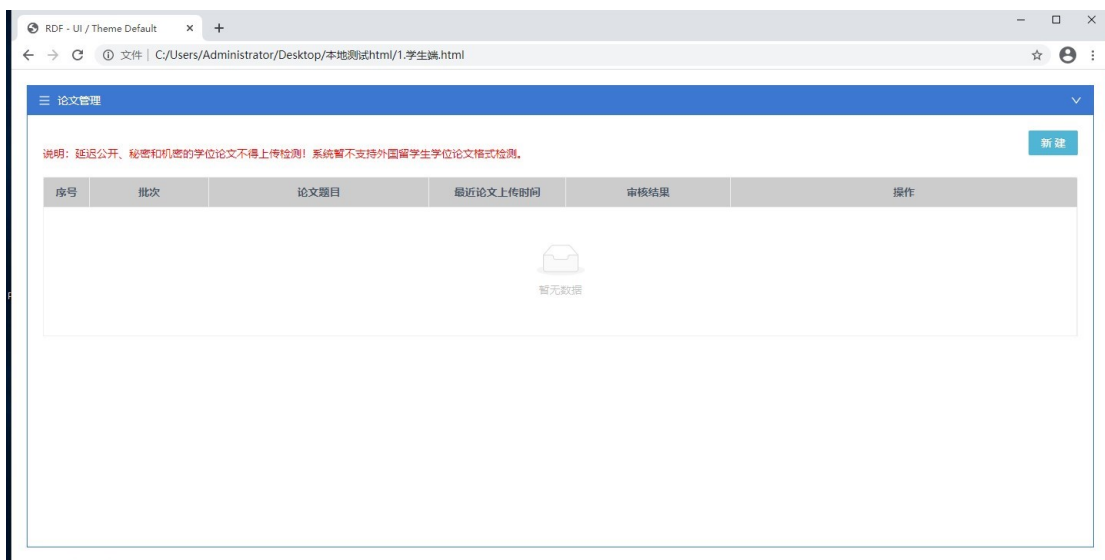 RDF - UI / Theme Default
文件 | C:/Users/Administrator/Desktop/本地测试html/1.学生端.html
论文管理
新建
说明：延迟公开、秘密和机密的学位论文不得上传检测！系统暂不支持外国留学生学位论文格式检测。
序号 批次 论文题目 最近论文上传时间 审核结果 操作
暂无数据